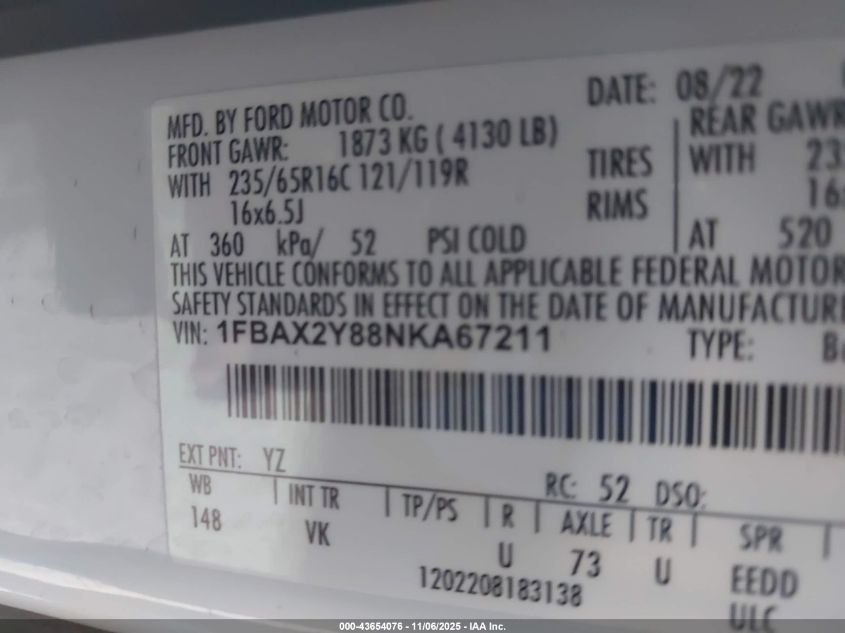 MFD. BY FORD MOTOR CO. DATE: 08/22
FRONT GAWR: 1873 KG ( 4130 LB) REAR GAWR
WITH 235/65R16C 121/119R TIRES WITH 23
16x6.5J RIMS 16
AT 360 kPa/ 52 PSI COLD AT 520
THIS VEHICLE CONFORMS TO ALL APPLICABLE FEDERAL MOTOR
SAFETY STANDARDS IN EFFECT ON THE DATE OF MANUFACTURE
VIN: 1FBAX2Y88NKA67211 TYPE:
EXT PNT: YZ RC: 52 DSO:
WB INT TR TP/PS R AXLE TR SPR
148 VK U 73 U EEDD
1202208183138 ULC
000-43654076 - 11/06/2025 - IAA Inc.